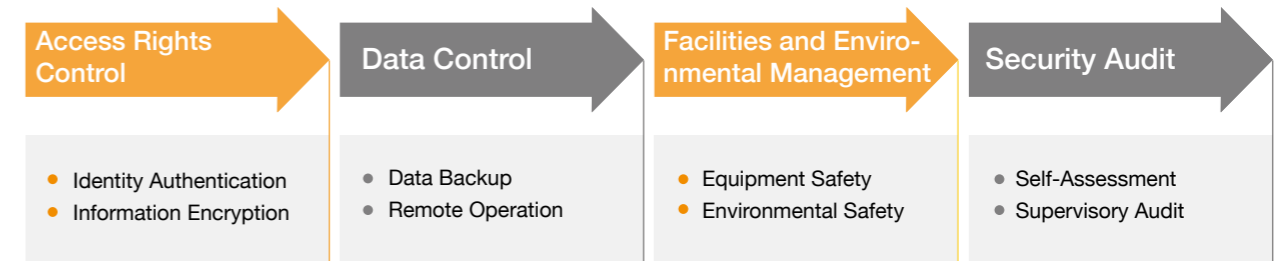 Access Rights
Control
Data Control
Facilities and Enviro-
nmental Management
Security Audit
Identity Authentication
Information Encryption
Data Backup
Remote Operation
Equipment Safety
Environmental Safety
Self-Assessment
Supervisory Audit